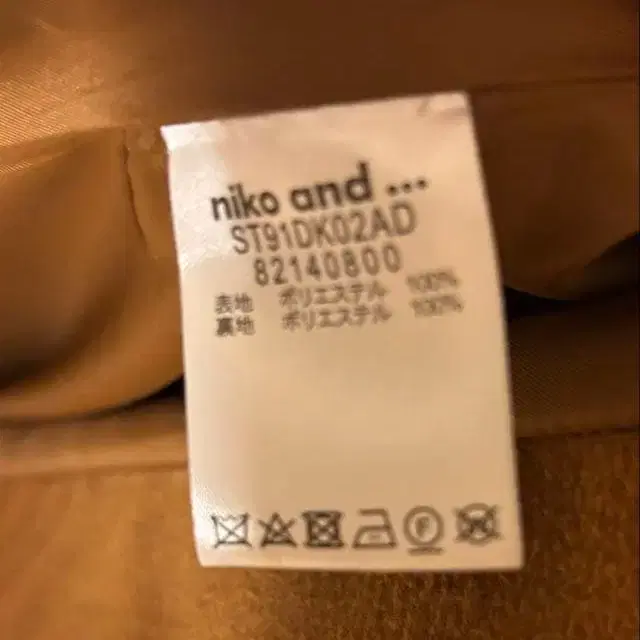 niko and ...
ST91DK02AD
82140800
表地 ポリエステル 100%
裏地 ポリエステル 100%
F